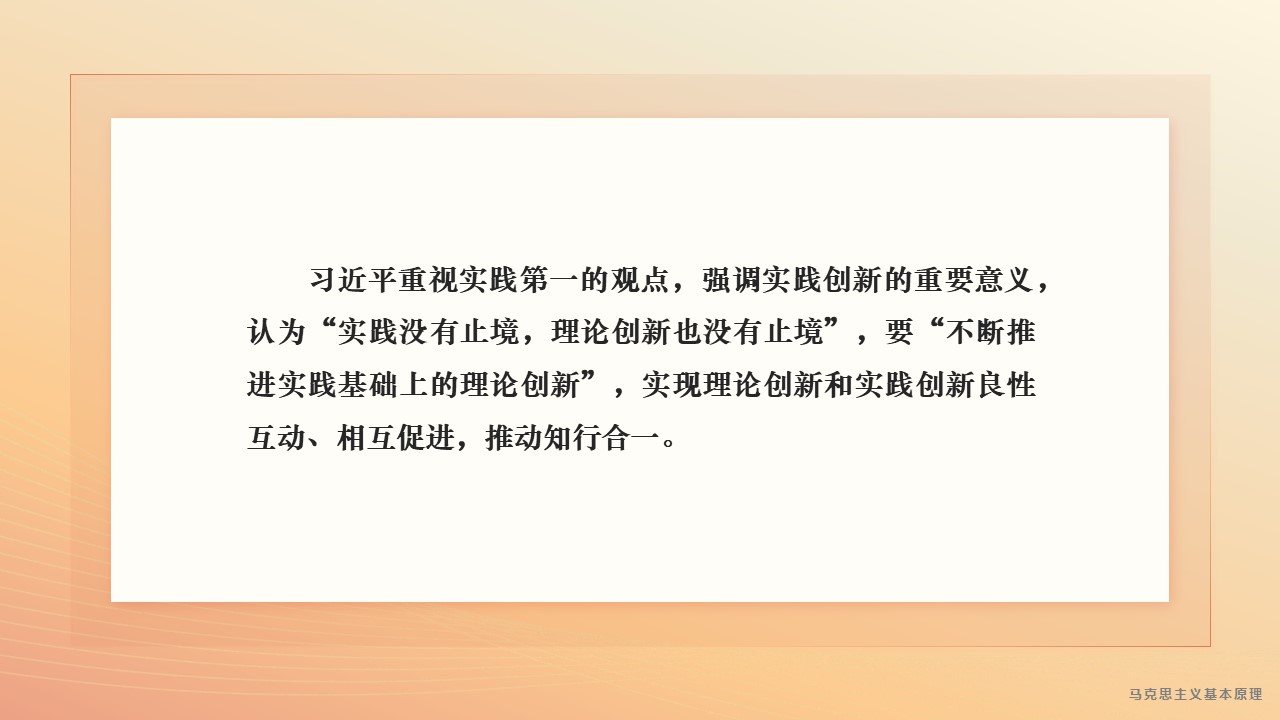 习近平重视实践第一的观点，强调实践创新的重要意义，
认为“实践没有止境，理论创新也没有止境”，要“不断推
进实践基础上的理论创新”，实现理论创新和实践创新良性
互动、相互促进，推动知行合一。
马克思主义基本原理